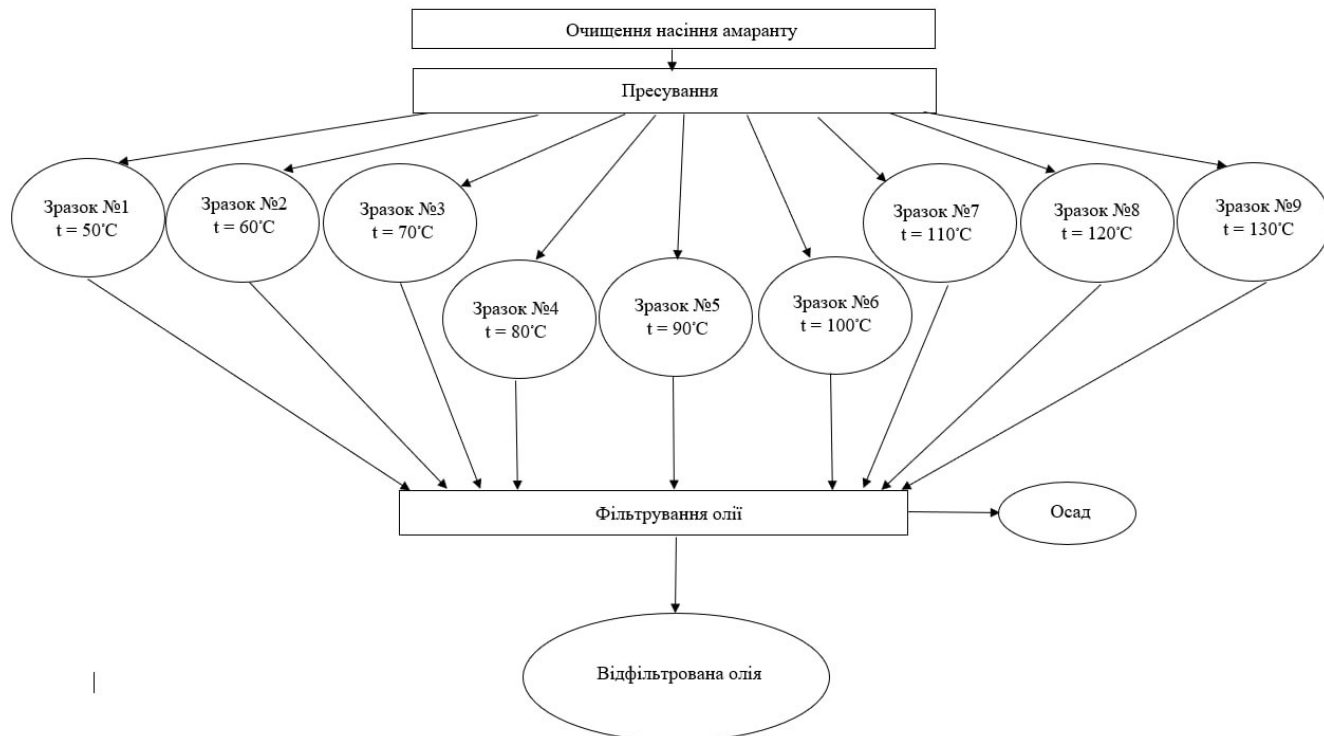 Очищення насіння амаранту
Пресування
Зразок №1
t = 50˚C
Зразок №2
t = 60˚C
Зразок №3
t = 70˚C
Зразок №4
t = 80˚C
Зразок №5
t = 90˚C
Зразок №6
t = 100˚C
Зразок №7
t = 110˚C
Зразок №8
t = 120˚C
Зразок №9
t = 130˚C
Фільтрування олії
Осад
Відфільтрована олія